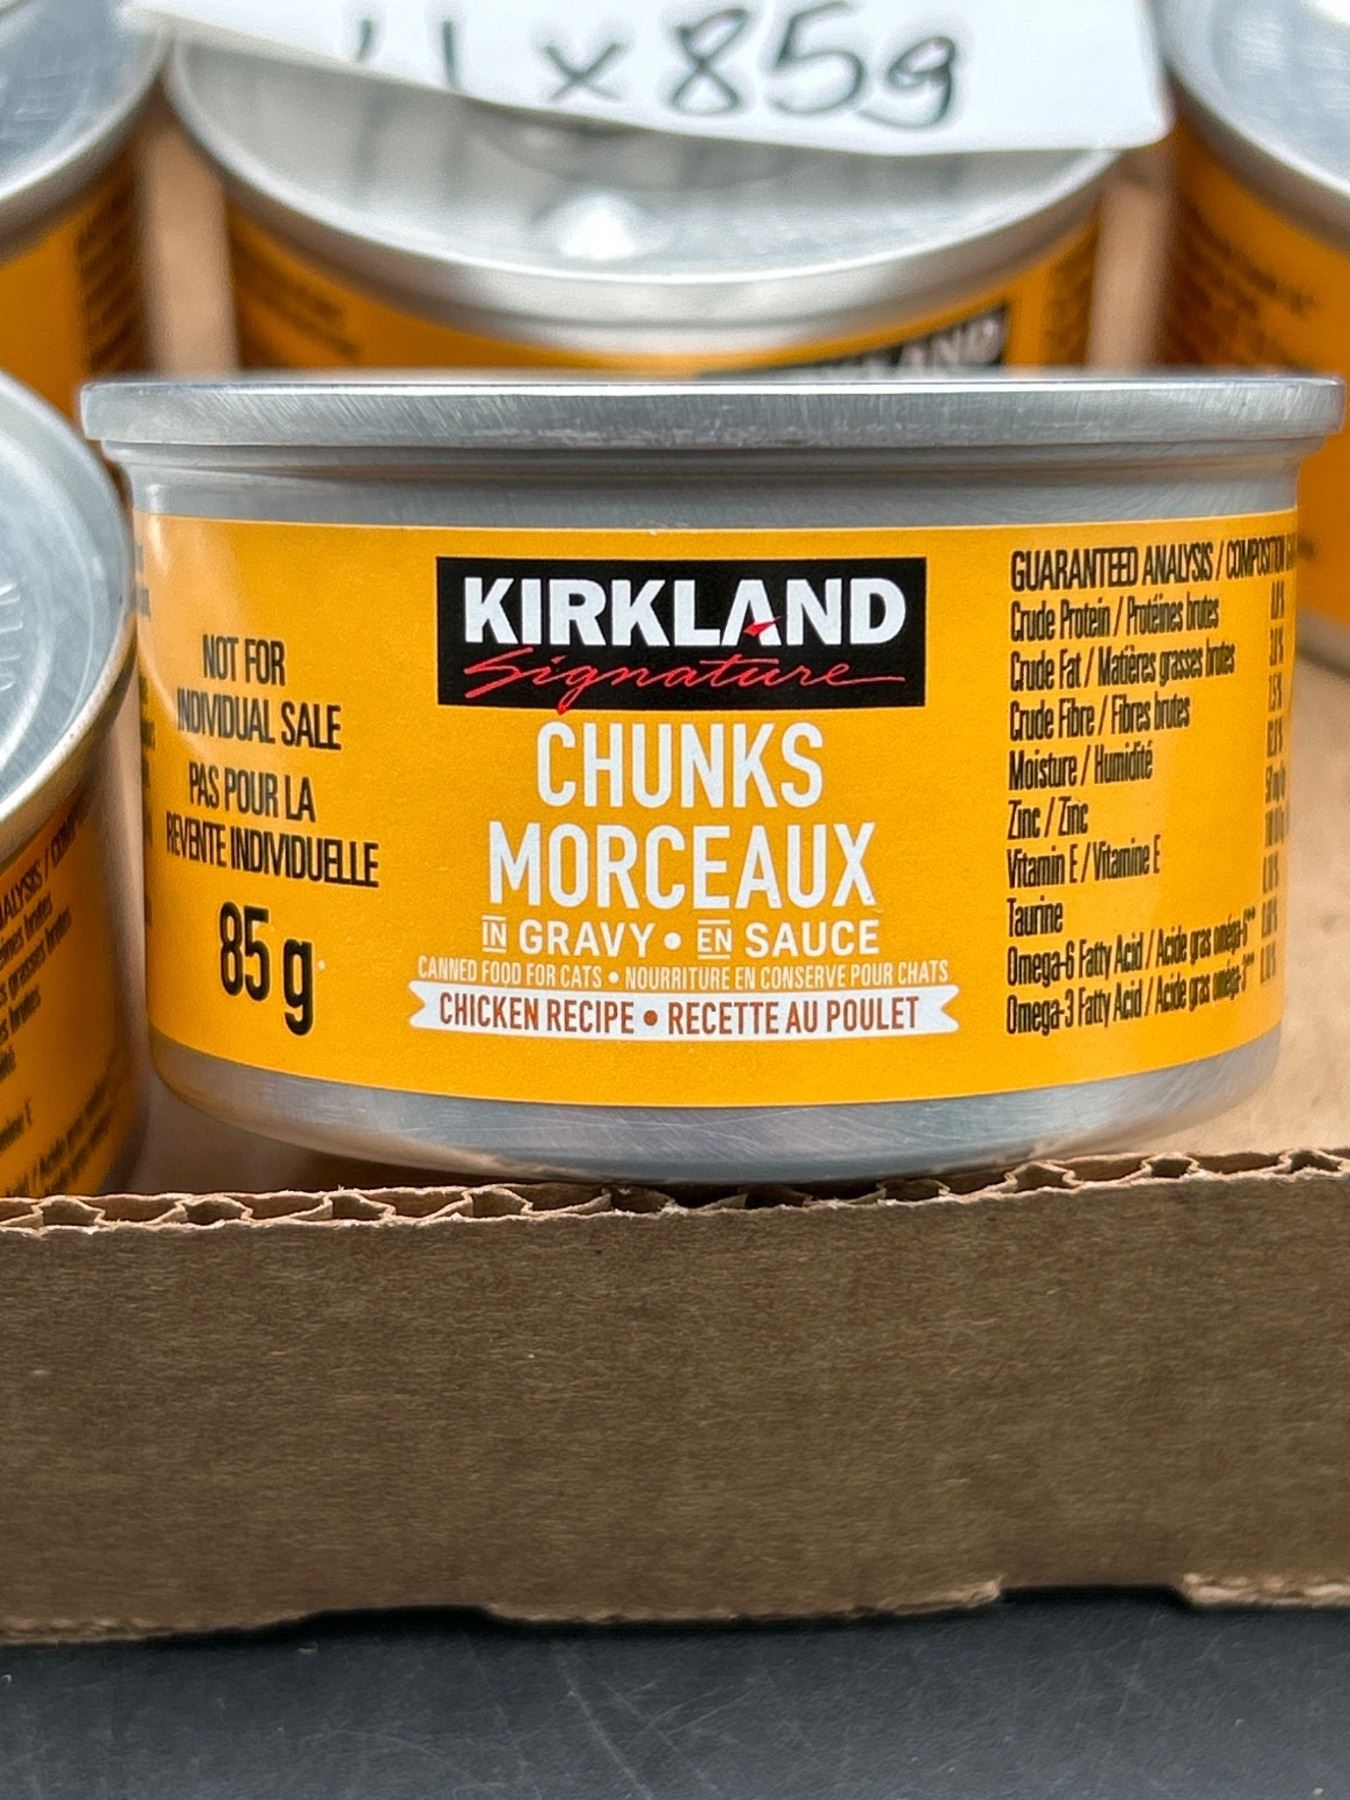 x 85g
NOT FOR
INDIVIDUAL SALE
PAS POUR LA
REVENTE INDIVIDUELLE
85 g
KIRKLAND
Signature
CHUNKS
MORCEAUX
IN GRAVY • EN SAUCE
CANNED FOOD FOR CATS • NOURRITURE EN CONSERVE POUR CHATS
CHICKEN RECIPE • RECETTE AU POULET
GUARANTEED ANALYSIS / COMPOSITION
Crude Protein / Protéines brutes
Crude Fat / Matières grasses brutes
Crude Fibre / Fibres brutes
Moisture / Humidité
Zinc / Zinc
Vitamin E / Vitamine E
Taurine
Omega-6 Fatty Acid / Acide gras oméga-6**
Omega-3 Fatty Acid / Acide gras oméga-3**